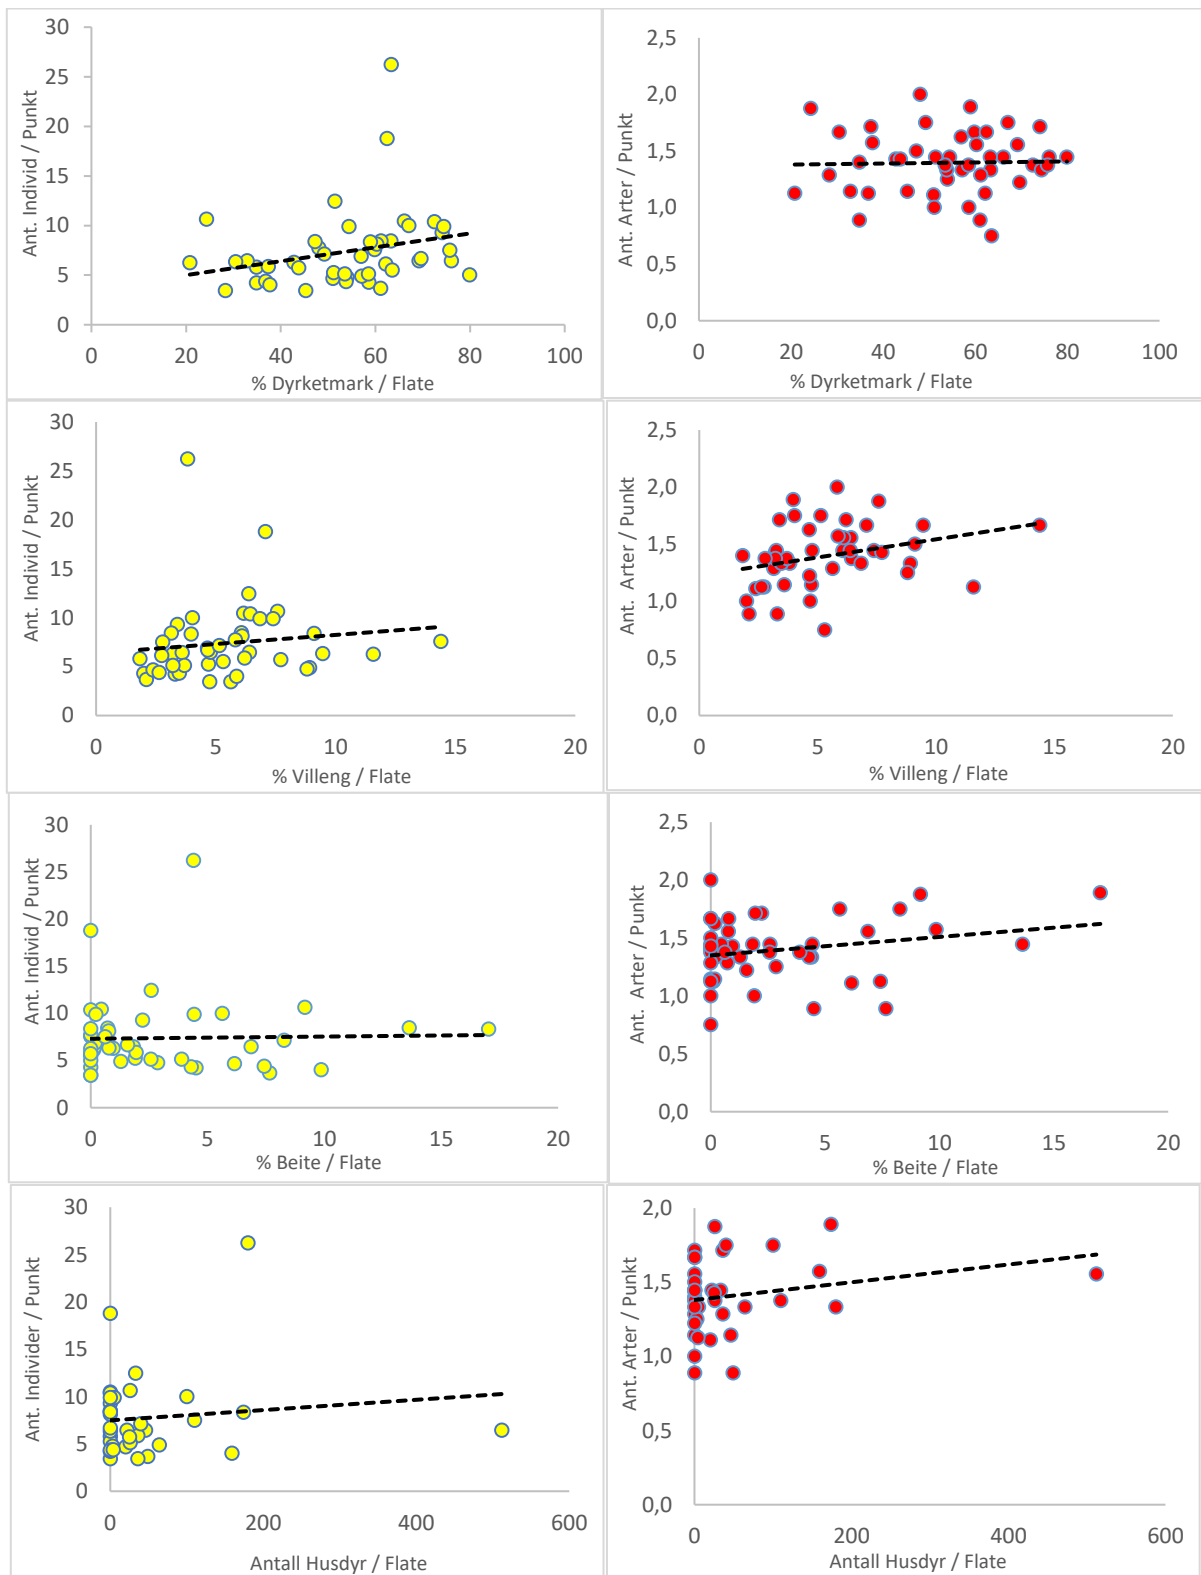 30
25
20
15
10
5
0
Ant. Individ / Punkt
0 20 40 60 80 100
% Dyrketmark / Flate
2,5
2,0
1,5
1,0
0,5
0,0
Ant. Arter / Punkt
0 20 40 60 80 100
% Dyrketmark / Flate
30
25
20
15
10
5
0
Ant. Individ / Punkt
0 5 10 15 20
% Villeng / Flate
2,5
2,0
1,5
1,0
0,5
0,0
Ant. Arter / Punkt
0 5 10 15 20
% Villeng / Flate
30
25
20
15
10
5
0
Ant. Individ / Punkt
0 5 10 15 20
% Beite / Flate
2,5
2,0
1,5
1,0
0,5
0,0
Ant. Arter / Punkt
0 5 10 15 20
% Beite / Flate
30
25
20
15
10
5
0
Ant. Individer / Punkt
0 200 400 600
Antall Husdyr / Flate
2,0
1,5
1,0
0,5
0,0
Ant. Arter / Punkt
0 200 400 600
Antall Husdyr / Flate